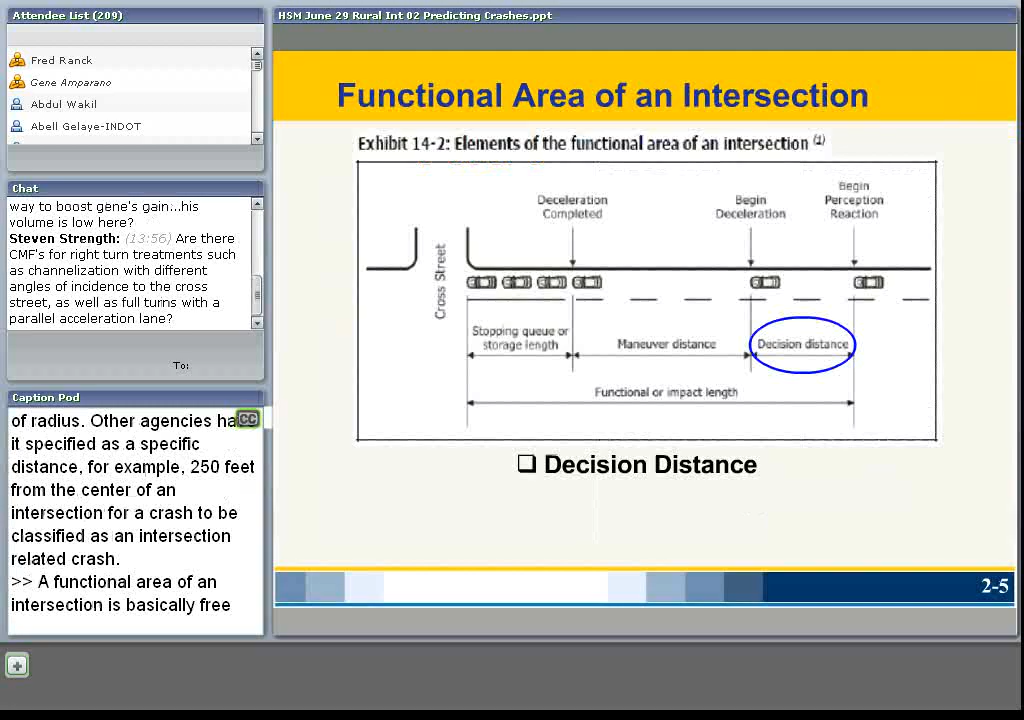 Attendee List (209)
Fred Ranck
Gene Amparano
Abdul Wakil
Abell Gelaye-INDOT
Chat
way to boost gene's gain...his
volume is low here?
Steven Strength: (13:56) Are there
CMF's for right turn treatments such
as channelization with different
angles of incidence to the cross
street, as well as full turns with a
parallel acceleration lane?
To:
Caption Pod
of radius. Other agencies ha
CC
it specified as a specific
distance, for example, 250 feet
from the center of an
intersection for a crash to be
classified as an intersection
related crash.
>> A functional area of an
intersection is basically free
HSM June 29 Rural Int 02 Predicting Crashes.ppt
Functional Area of an Intersection
Exhibit 14-2: Elements of the functional area of an intersection (1)
Deceleration
Completed
Begin
Deceleration
Begin
Perception
Reaction
Cross Street
Stopping queue or
storage length
Maneuver distance
Decision distance
Functional or impact length
❑ Decision Distance
2-5